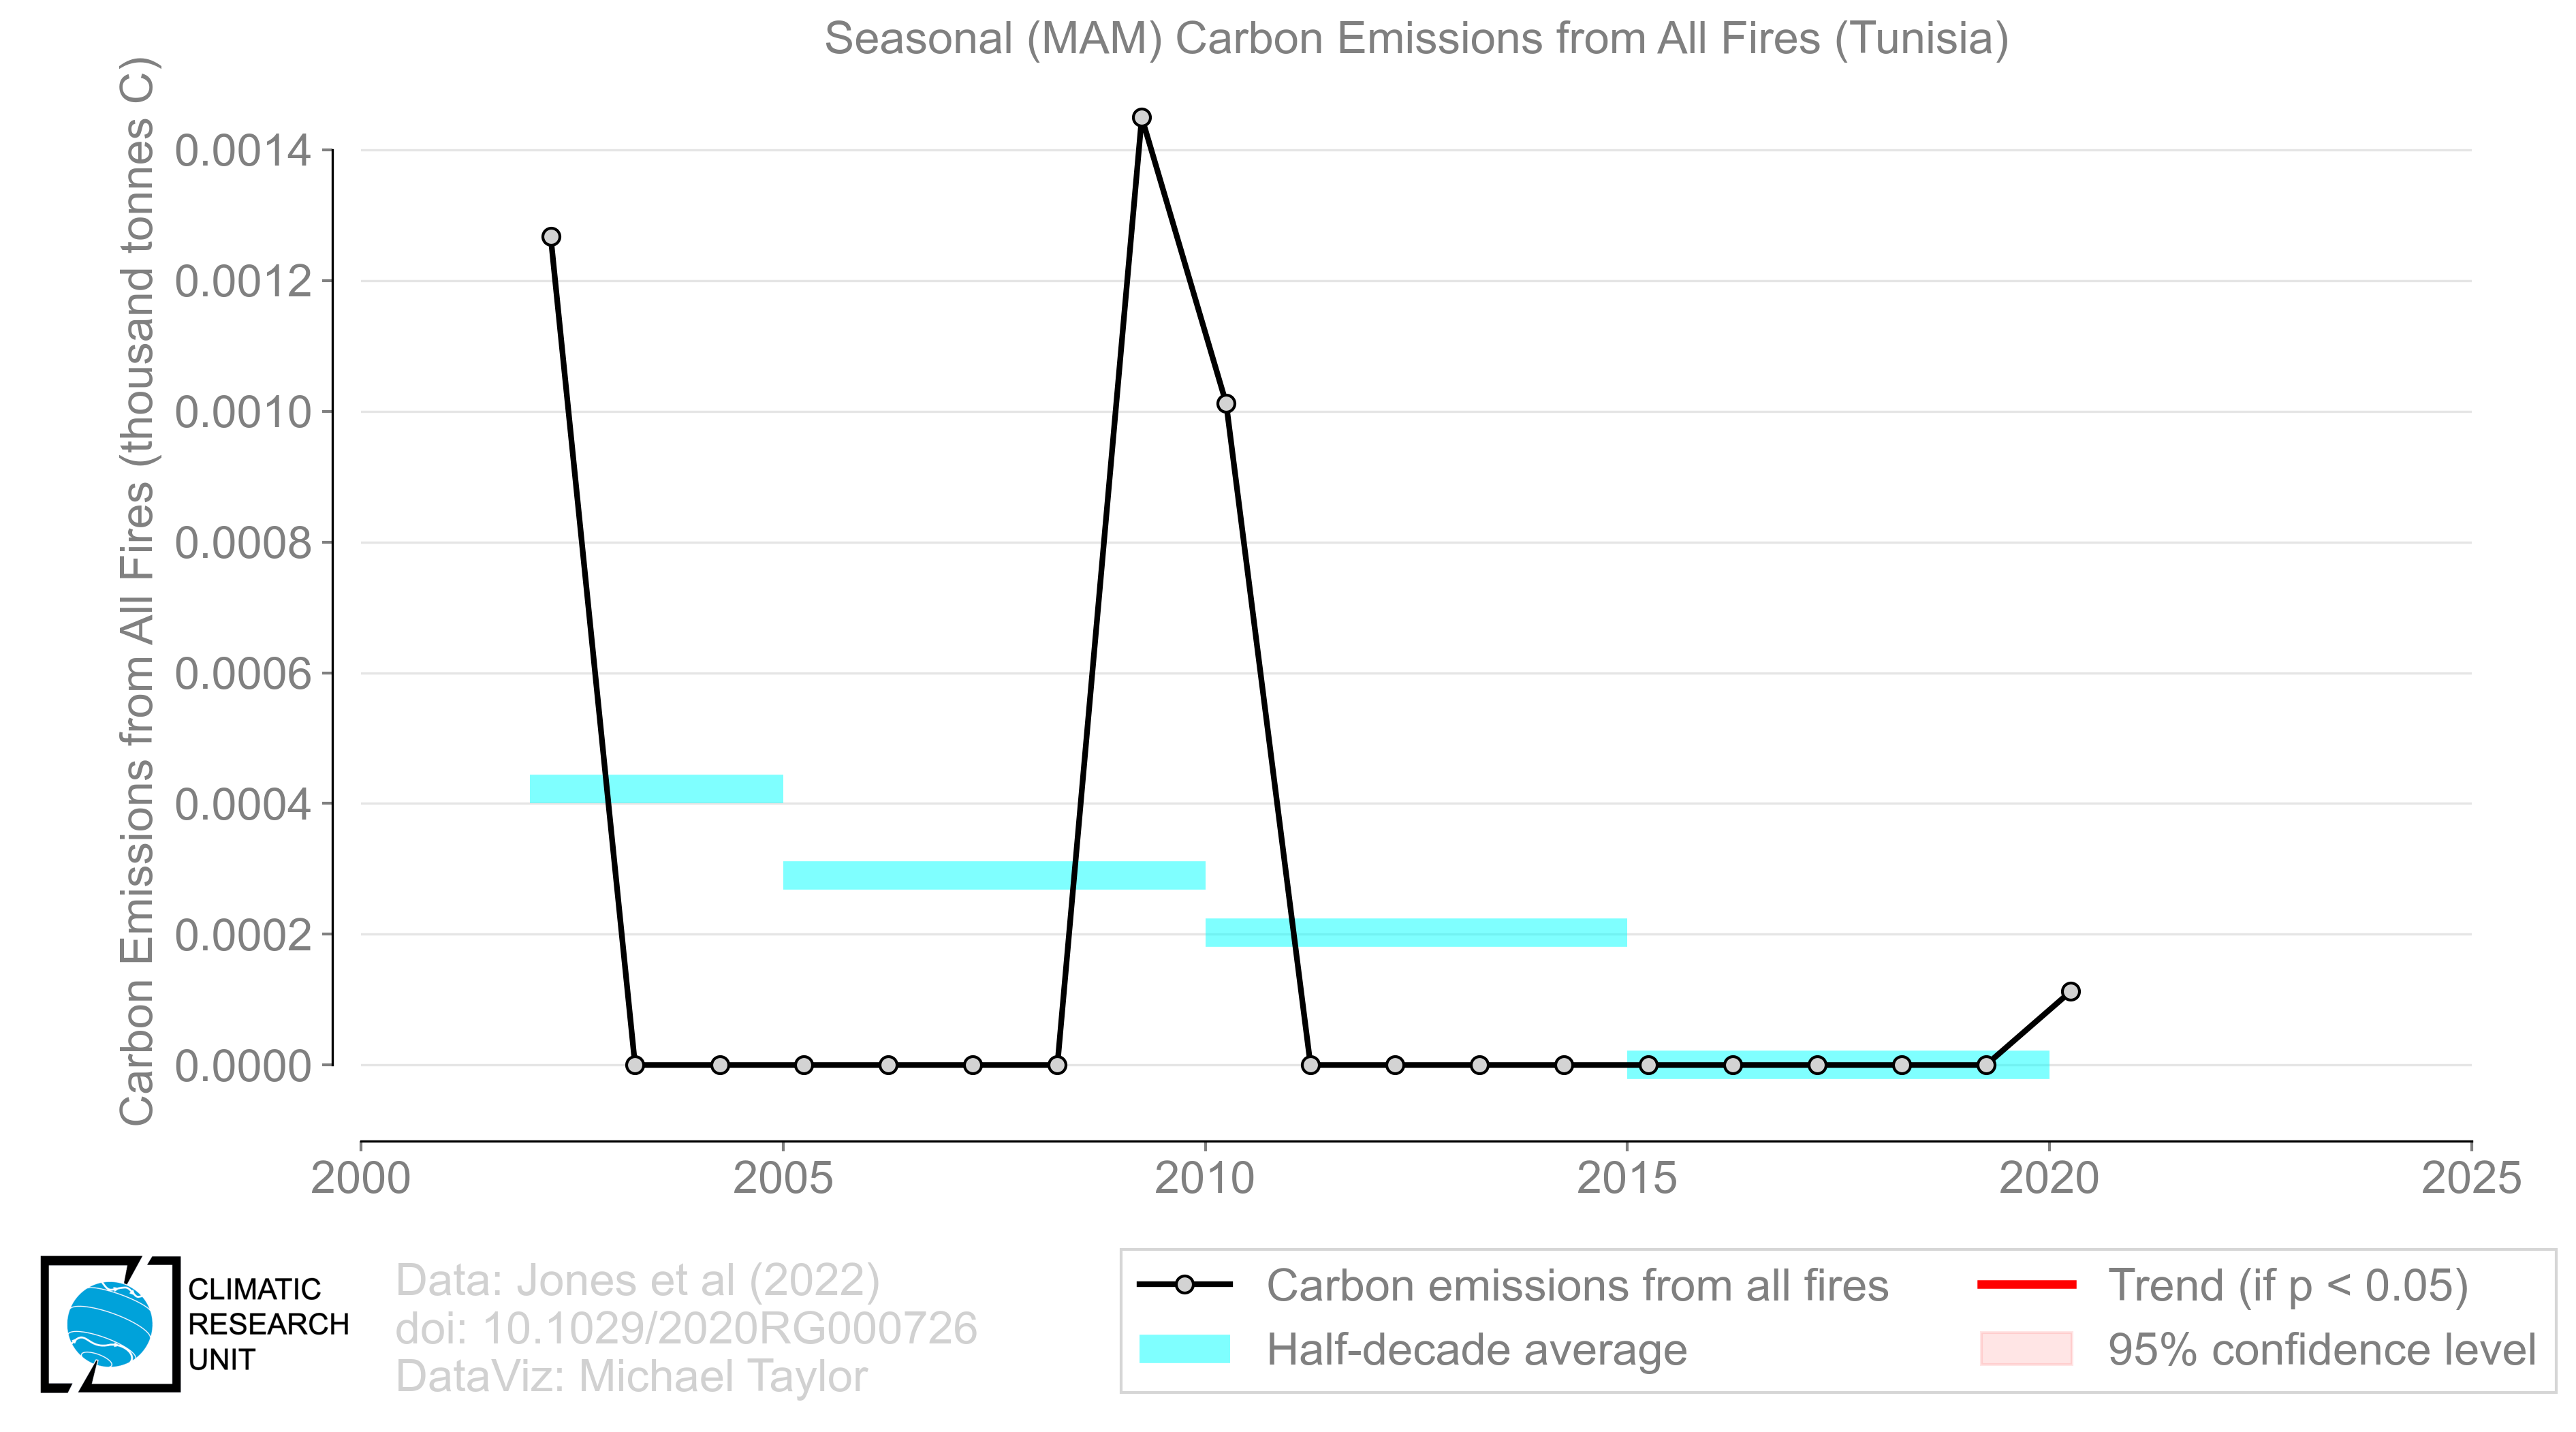 Seasonal (MAM) Carbon Emissions from All Fires (Tunisia)
Carbon Emissions from All Fires (thousand tonnes C)
0.0014
0.0012
0.0010
0.0008
0.0006
0.0004
0.0002
0.0000
2000 2005 2010 2015 2020 2025
CLIMATIC
RESEARCH
UNIT
Data: Jones et al (2022)
doi: 10.1029/2020RG000726
DataViz: Michael Taylor
Carbon emissions from all fires
Half-decade average
Trend (if p < 0.05)
95% confidence level